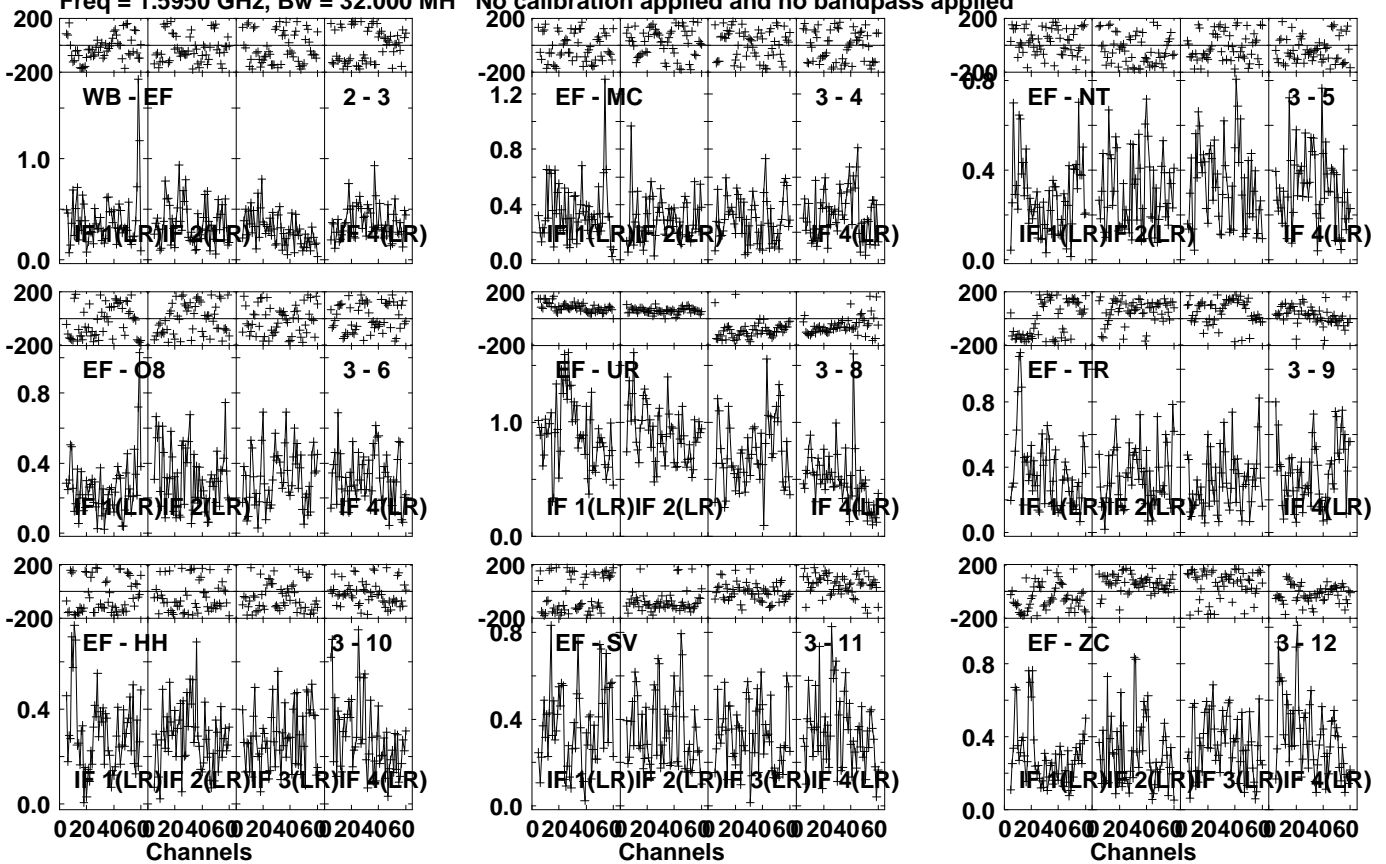 Freq = 1.5950 GHz, Bw = 32.000 MH No calibration applied and no bandpass applied
200
-200
WB - EF 2 - 3
1.0
0.0
IF 1(LR) IF 2(LR) IF 4(LR)
200
-200
EF - MC 3 - 4
1.2
0.8
0.4
0.0
IF 1(LR) IF 2(LR) IF 4(LR)
200
-200
0.8
EF - NT 3 - 5
0.4
0.0
IF 1(LR) IF 2(LR) IF 4(LR)
200
-200
EF - O8 3 - 6
0.8
0.4
0.0
IF 1(LR) IF 2(LR) IF 4(LR)
200
-200
EF - UR 3 - 8
1.0
0.0
IF 1(LR) IF 2(LR) IF 4(LR)
200
-200
EF - TR 3 - 9
0.8
0.4
0.0
IF 1(LR) IF 2(LR) IF 4(LR)
200
-200
EF - HH 3 - 10
0.4
0.0
IF 1(LR) IF 2(LR) IF 3(LR) IF 4(LR)
0 20 40 60 0 20 40 60 0 20 40 60 0 20 40 60
Channels
200
-200
0.8
EF - SV 3 - 11
0.4
0.0
IF 1(LR) IF 2(LR) IF 3(LR) IF 4(LR)
0 20 40 60 0 20 40 60 0 20 40 60 0 20 40 60
Channels
200
-200
EF - ZC 3 - 12
0.8
0.4
0.0
IF 1(LR) IF 2(LR) IF 3(LR) IF 4(LR)
0 20 40 60 0 20 40 60 0 20 40 60 0 20 40 60
Channels